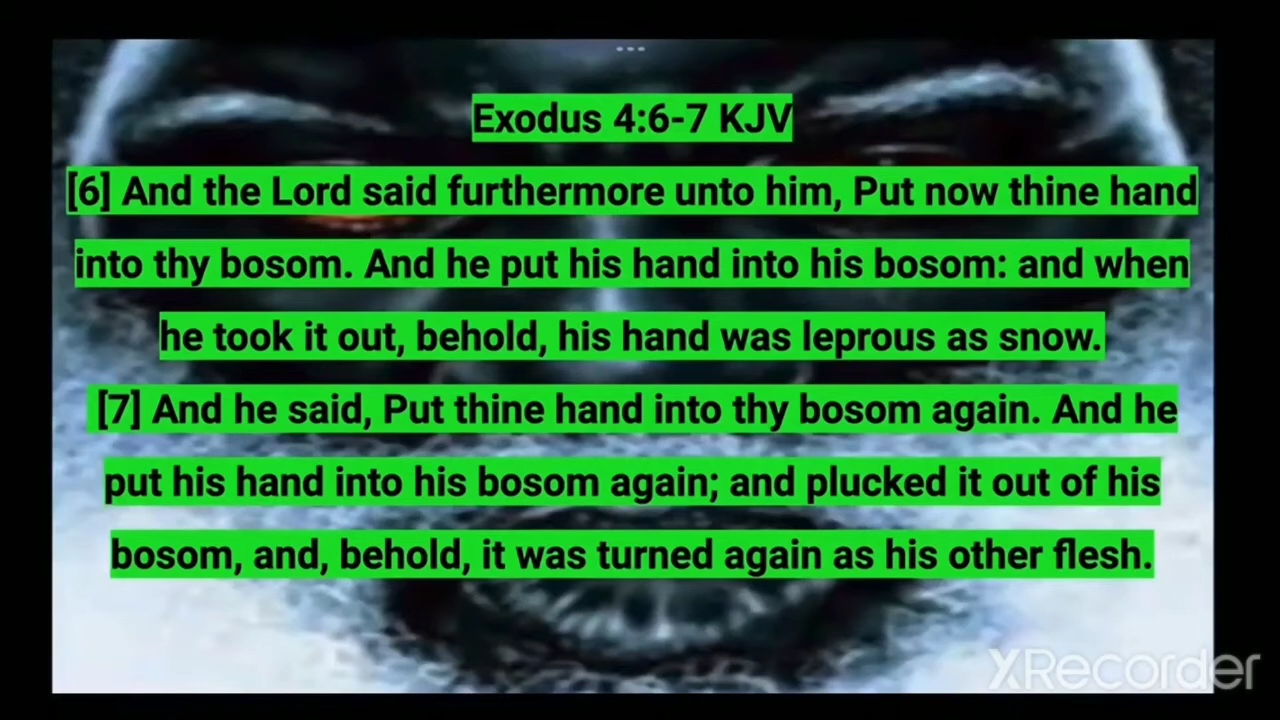 Exodus 4:6-7 KJV
[6] And the Lord said furthermore unto him, Put now thine hand
into thy bosom. And he put his hand into his bosom: and when
he took it out, behold, his hand was leprous as snow.
[7] And he said, Put thine hand into thy bosom again. And he
put his hand into his bosom again; and plucked it out of his
bosom, and, behold, it was turned again as his other flesh.
XRecorder